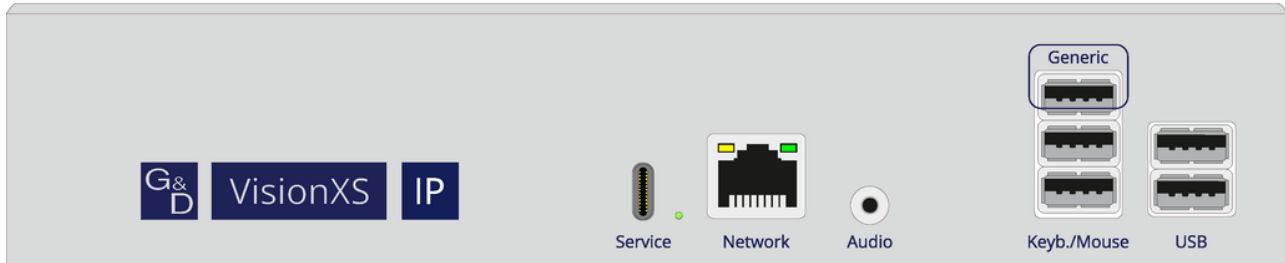 Generic
G&D VisionXS IP
Service Network Audio Keyb./Mouse USB